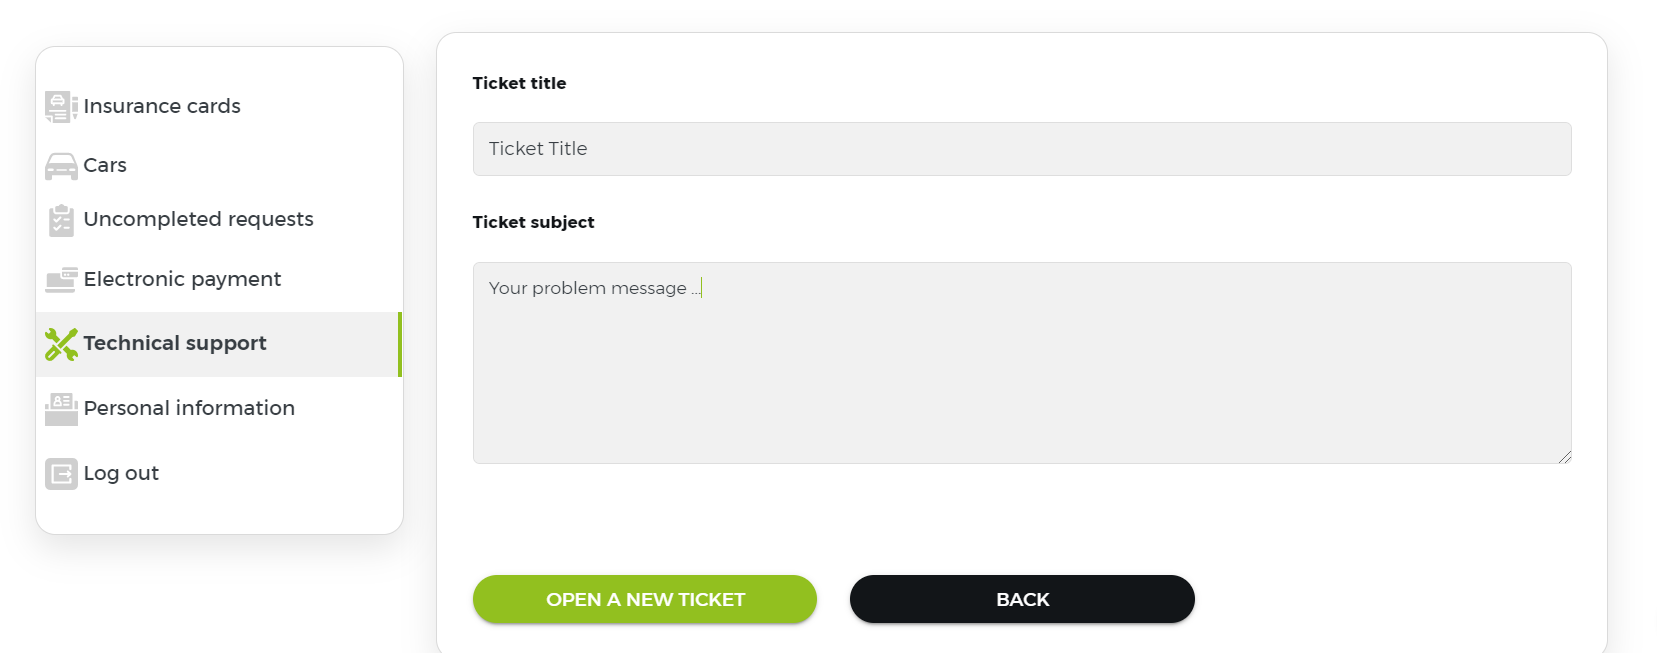 Insurance cards
Cars
Uncompleted requests
Electronic payment
Technical support
Personal information
Log out
Ticket title
Ticket Title
Ticket subject
Your problem message ...
OPEN A NEW TICKET
BACK